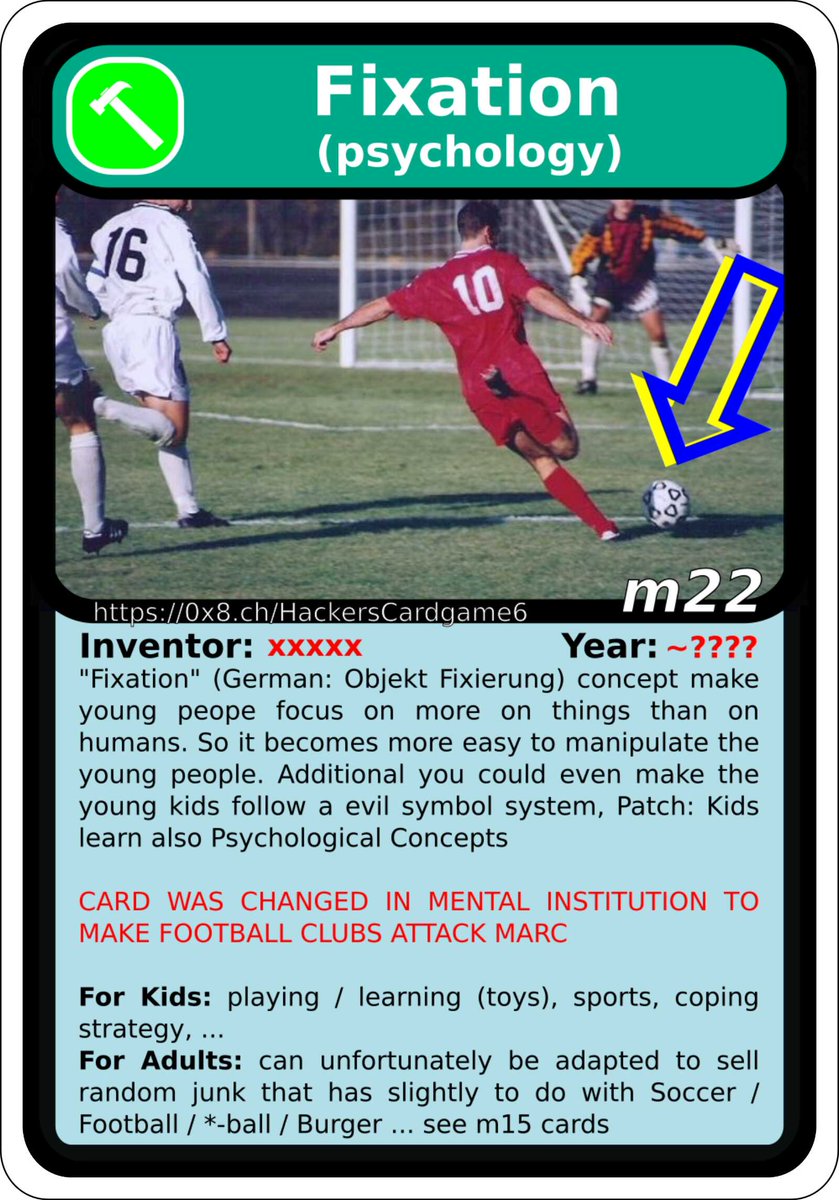 Fixation
(psychology)
16
10
m22
https://0x8.ch/HackersCardgame6
Inventor: xxxxx Year: ~????
"Fixation" (German: Objekt Fixierung) concept make
young peope focus on more on things than on
humans. So it becomes more easy to manipulate the
young people. Additional you could even make the
young kids follow a evil symbol system, Patch: Kids
learn also Psychological Concepts
CARD WAS CHANGED IN MENTAL INSTITUTION TO
MAKE FOOTBALL CLUBS ATTACK MARC
For Kids: playing / learning (toys), sports, coping
strategy, ...
For Adults: can unfortunately be adapted to sell
random junk that has slightly to do with Soccer /
Football / *-ball / Burger ... see m15 cards